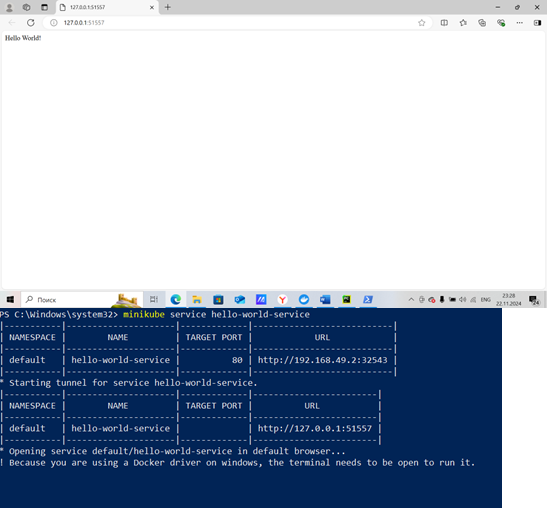 127.0.0.1:51557
127.0.0.1:51557
Hello World!
Поиск
ENG
23:28
22.11.2024
24
PS C:\Windows\system32> minikube service hello-world-service
|-----------|---------------------|-------------|---------------------------|
| NAMESPACE | NAME | TARGET PORT | URL |
|-----------|---------------------|-------------|---------------------------|
| default | hello-world-service | 80 | http://192.168.49.2:32543 |
|-----------|---------------------|-------------|---------------------------|
* Starting tunnel for service hello-world-service.
|-----------|---------------------|-------------|------------------------|
| NAMESPACE | NAME | TARGET PORT | URL |
|-----------|---------------------|-------------|------------------------|
| default | hello-world-service | | http://127.0.0.1:51557 |
|-----------|---------------------|-------------|------------------------|
* Opening service default/hello-world-service in default browser...
! Because you are using a Docker driver on windows, the terminal needs to be open to run it.